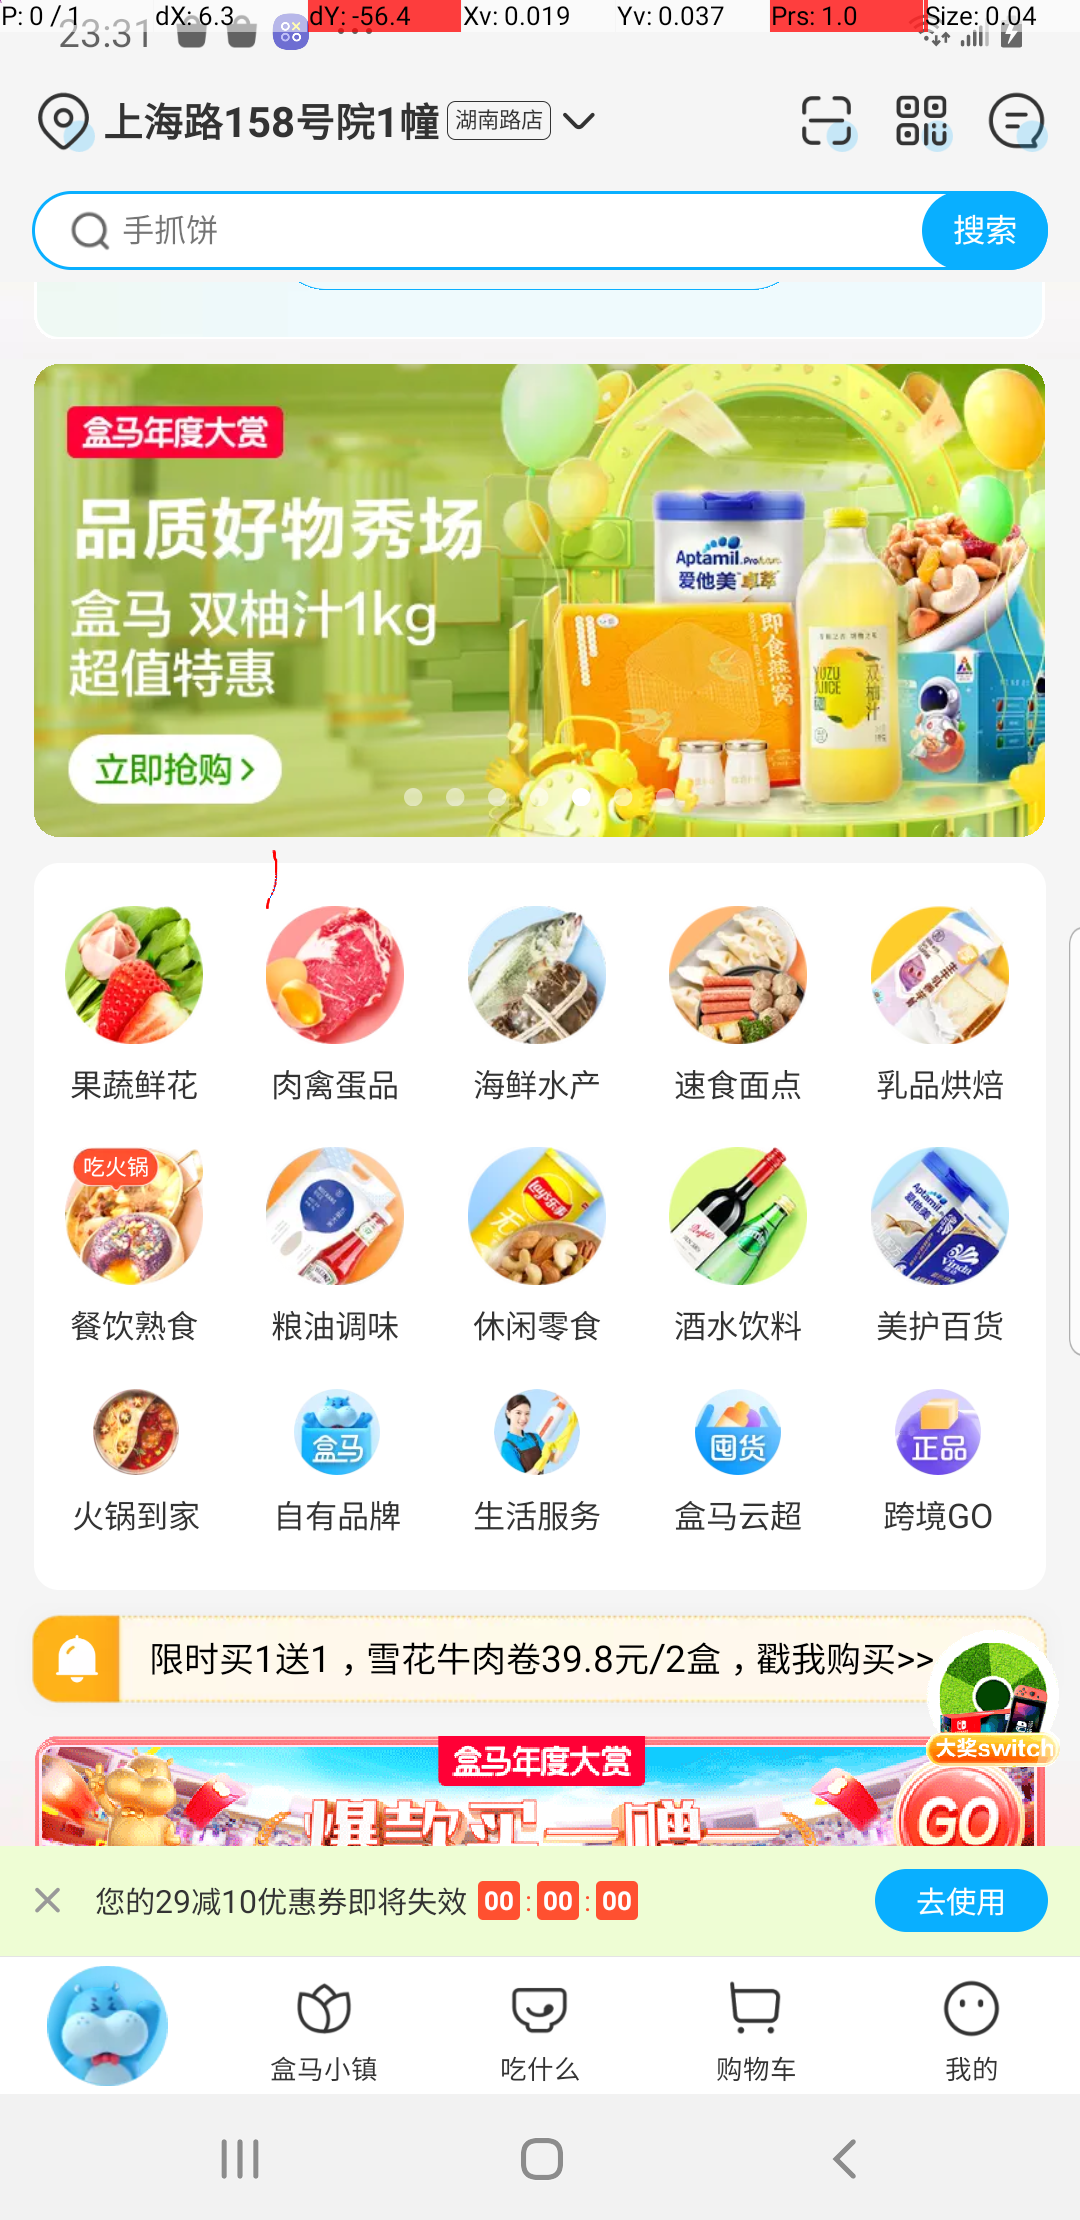 P: 0 / 1 dX: 6.3 dY: -56.4 Xv: 0.019 Yv: 0.037 Prs: 1.0 Size: 0.04
23:31
上海路158号院1幢 湖南路店
手抓饼 搜索
盒马年度大赏
品质好物秀场
盒马 双柚汁1kg
超值特惠
立即抢购
Aptamil
爱他美 卓萃
即食燕窝
YUZU
JUICE
双柚汁
果蔬鲜花 肉禽蛋品 海鲜水产 速食面点 乳品烘焙
吃火锅
餐饮熟食 粮油调味 休闲零食 酒水饮料 美护百货
盒马 囤货 正品
火锅到家 自有品牌 生活服务 盒马云超 跨境GO
限时买1送1，雪花牛肉卷39.8元/2盒，戳我购买>>
大奖switch
盒马年度大赏
爆款买一赠一
GO
您的29减10优惠券即将失效 00 : 00 : 00 去使用
盒马小镇 吃什么 购物车 我的